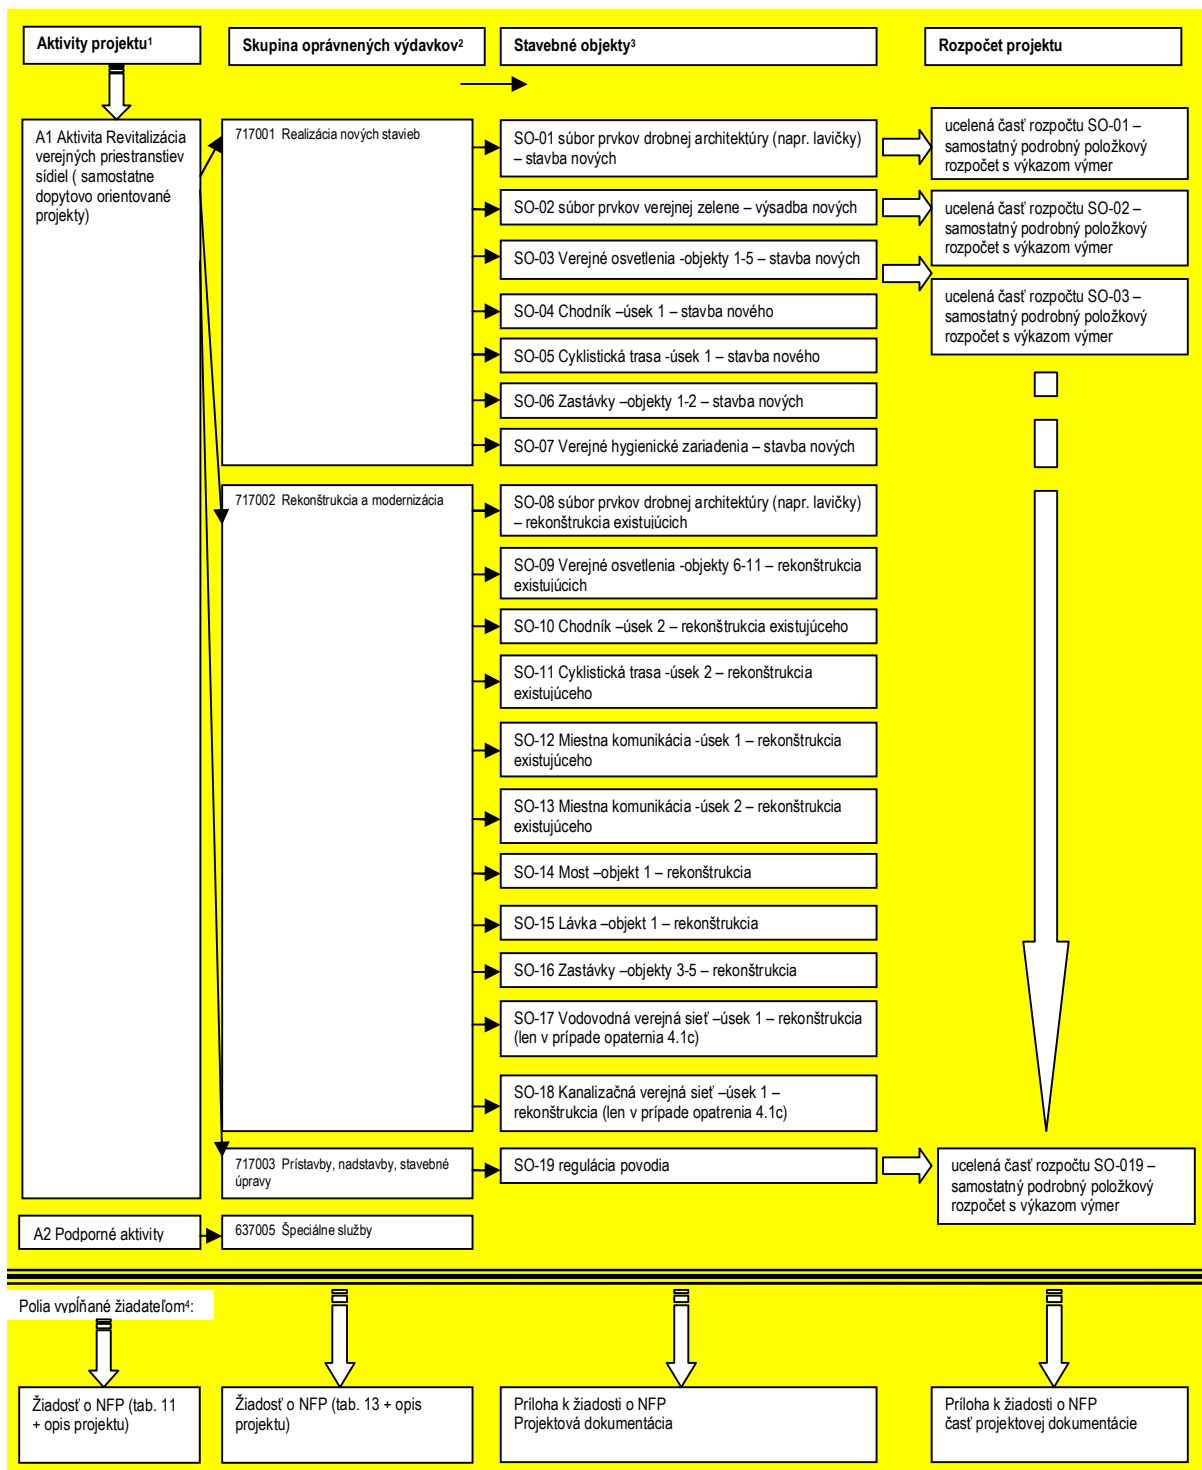 Aktivity projektu¹
Skupina oprávnených výdavkov²
Stavebné objekty³
Rozpočet projektu
A1 Aktivita Revitalizácia
verejných priestranstiev
sídiel ( samostatne
dopytovo orientované
projekty)
717001  Realizácia nových stavieb
SO-01 súbor prvkov drobnej architektúry (napr. lavičky)
– stavba nových
SO-02 súbor prvkov verejnej zelene – výsadba nových
SO-03 Verejné osvetlenia -objekty 1-5 – stavba nových
SO-04 Chodník –úsek 1 – stavba nového
SO-05 Cyklistická trasa -úsek 1 – stavba nového
SO-06 Zastávky –objekty 1-2 – stavba nových
SO-07 Verejné hygienické zariadenia – stavba nových
ucelená časť rozpočtu SO-01 –
samostatný podrobný položkový
rozpočet s výkazom výmer
ucelená časť rozpočtu SO-02 –
samostatný podrobný položkový
rozpočet s výkazom výmer
ucelená časť rozpočtu SO-03 –
samostatný podrobný položkový
rozpočet s výkazom výmer
717002  Rekonštrukcia a modernizácia
SO-08 súbor prvkov drobnej architektúry (napr. lavičky)
– rekonštrukcia existujúcich
SO-09 Verejné osvetlenia -objekty 6-11 – rekonštrukcia
existujúcich
SO-10 Chodník –úsek 2 – rekonštrukcia existujúceho
SO-11 Cyklistická trasa -úsek 2 – rekonštrukcia
existujúceho
SO-12 Miestna komunikácia -úsek 1 – rekonštrukcia
existujúceho
SO-13 Miestna komunikácia -úsek 2 – rekonštrukcia
existujúceho
SO-14 Most –objekt 1 – rekonštrukcia
SO-15 Lávka –objekt 1 – rekonštrukcia
SO-16 Zastávky –objekty 3-5 – rekonštrukcia
SO-17 Vodovodná verejná sieť –úsek 1 – rekonštrukcia
(len v prípade opaternia 4.1c)
SO-18 Kanalizačná verejná sieť –úsek 1 –
rekonštrukcia (len v prípade opatrenia 4.1c)
717003  Prístavby, nadstavby, stavebné
úpravy
SO-19 regulácia povodia
ucelená časť rozpočtu SO-019 –
samostatný podrobný položkový
rozpočet s výkazom výmer
A2 Podporné aktivity
637005  Špeciálne služby
Polia vypĺňané žiadateľom⁴:
Žiadosť o NFP (tab. 11
+ opis projektu)
Žiadosť o NFP (tab. 13 + opis
projektu)
Príloha k žiadosti o NFP
Projektová dokumentácia
Príloha k žiadosti o NFP
časť projektovej dokumentácie